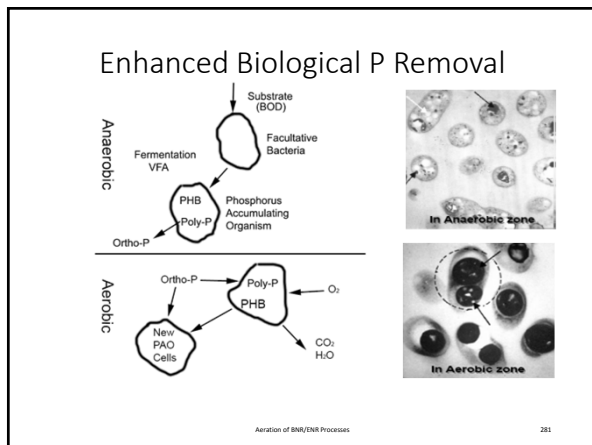 Enhanced Biological P Removal
Anaerobic
Substrate
(BOD)
Facultative
Bacteria
Fermentation
VFA
PHB
Poly-P
Phosphorus
Accumulating
Organism
Ortho-P
In Anaerobic zone
Aerobic
Ortho-P
Poly-P
PHB
O₂
New
PAO
Cells
CO₂
H₂O
In Aerobic zone
Aeration of BNR/ENR Processes
281